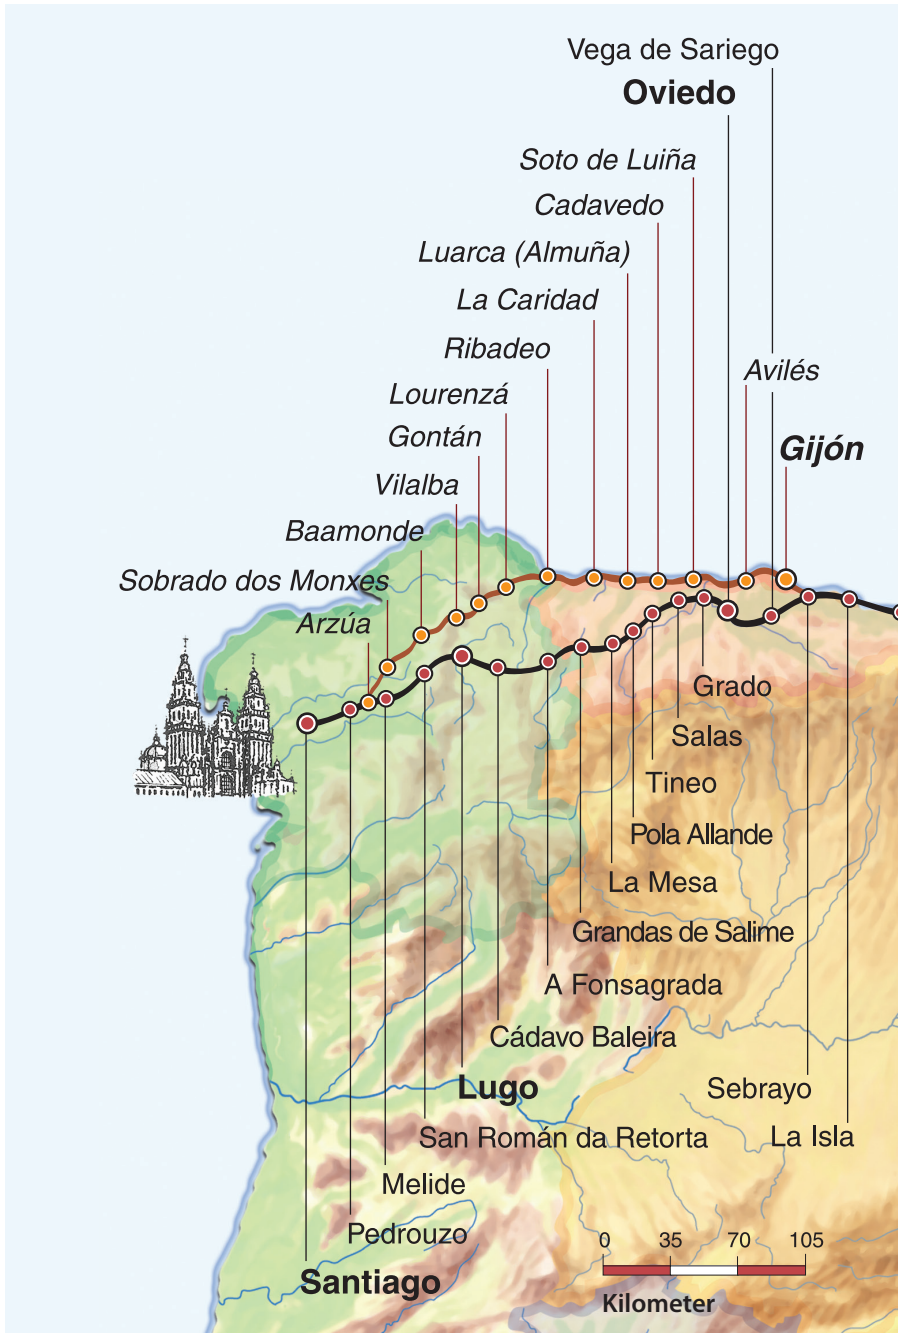 Vega de Sariego
Oviedo
Soto de Luiña
Cadavedo
Luarca (Almuña)
La Caridad
Ribadeo
Avilés
Lourenzá
Gontán
Gijón
Vilalba
Baamonde
Sobrado dos Monxes
Arzúa
Grado
Salas
Tineo
Pola Allande
La Mesa
Grandas de Salime
A Fonsagrada
Cádavo Baleira
Lugo
Sebrayo
San Román da Retorta
La Isla
Melide
Pedrouzo
0 35 70 105
Santiago
Kilometer